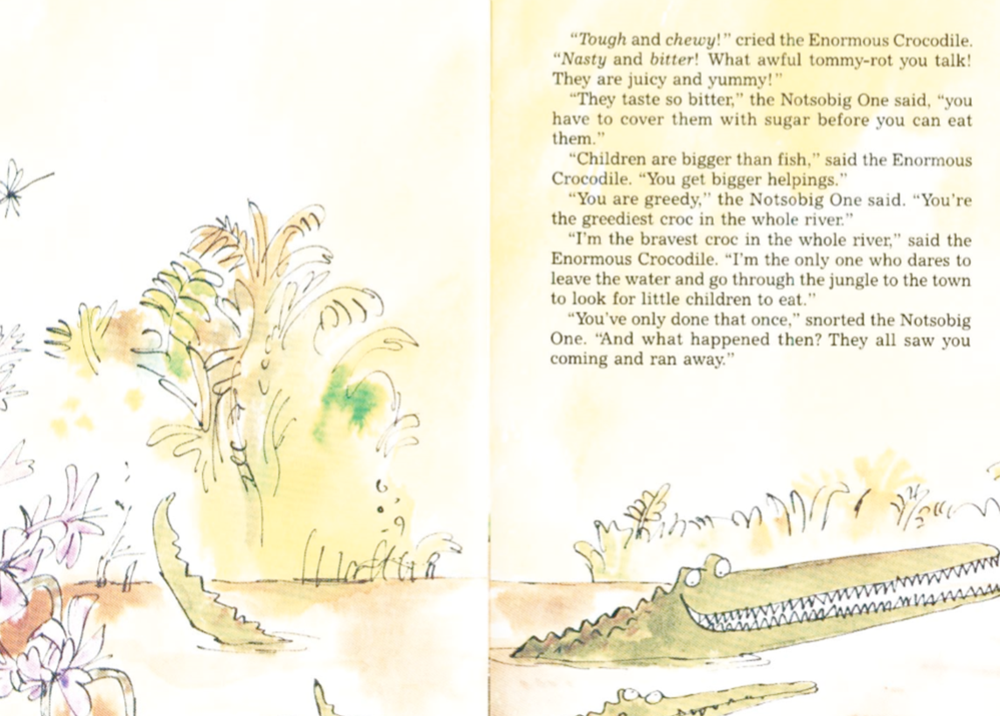 “Tough and chewy!” cried the Enormous Crocodile.
“Nasty and bitter! What awful tommy-rot you talk!
They are juicy and yummy!”
“They taste so bitter,” the Notsobig One said, “you
have to cover them with sugar before you can eat
them.”
“Children are bigger than fish,” said the Enormous
Crocodile. “You get bigger helpings.”
“You are greedy,” the Notsobig One said. “You’re
the greediest croc in the whole river.”
“I’m the bravest croc in the whole river,” said the
Enormous Crocodile. “I’m the only one who dares to
leave the water and go through the jungle to the town
to look for little children to eat.”
“You’ve only done that once,” snorted the Notsobig
One. “And what happened then? They all saw you
coming and ran away.”